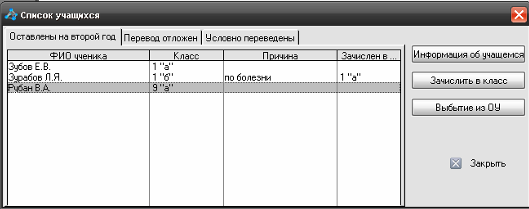 Список учащихся
Оставлены на второй год Перевод отложен Условно переведены
ФИО ученика Класс Причина Зачислен в ...
Зубов Е.В. 1 "а"
Зурабов Л.Я. 1 "б" по болезни 1 "а"
Рубан В.А. 9 "а"
Информация об учащемся
Зачислить в класс
Выбытие из ОУ
Закрыть